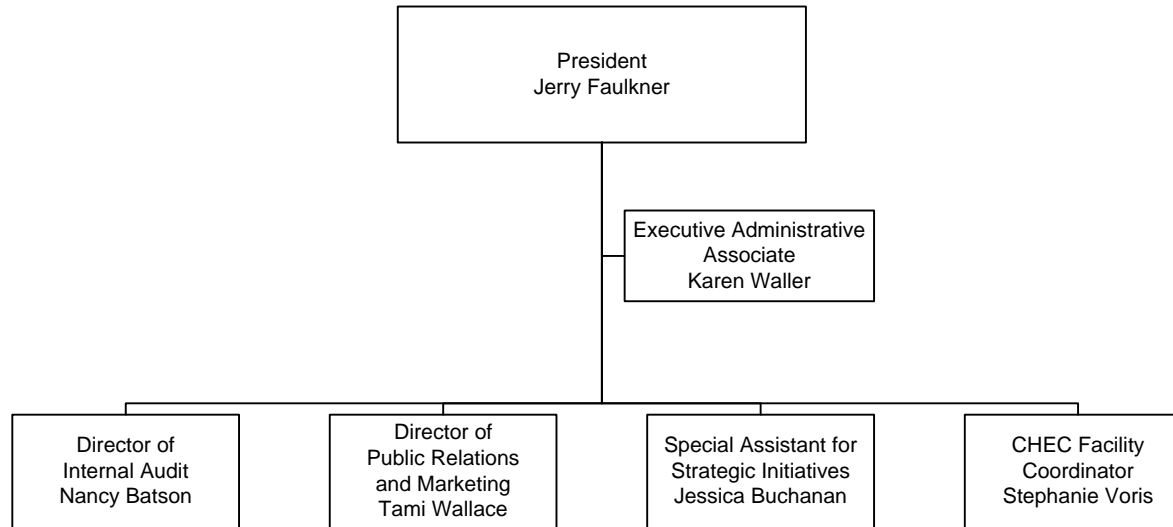 President
Jerry Faulkner
Executive Administrative
Associate
Karen Waller
Director of
Internal Audit
Nancy Batson
Director of
Public Relations
and Marketing
Tami Wallace
Special Assistant for
Strategic Initiatives
Jessica Buchanan
CHEC Facility
Coordinator
Stephanie Voris